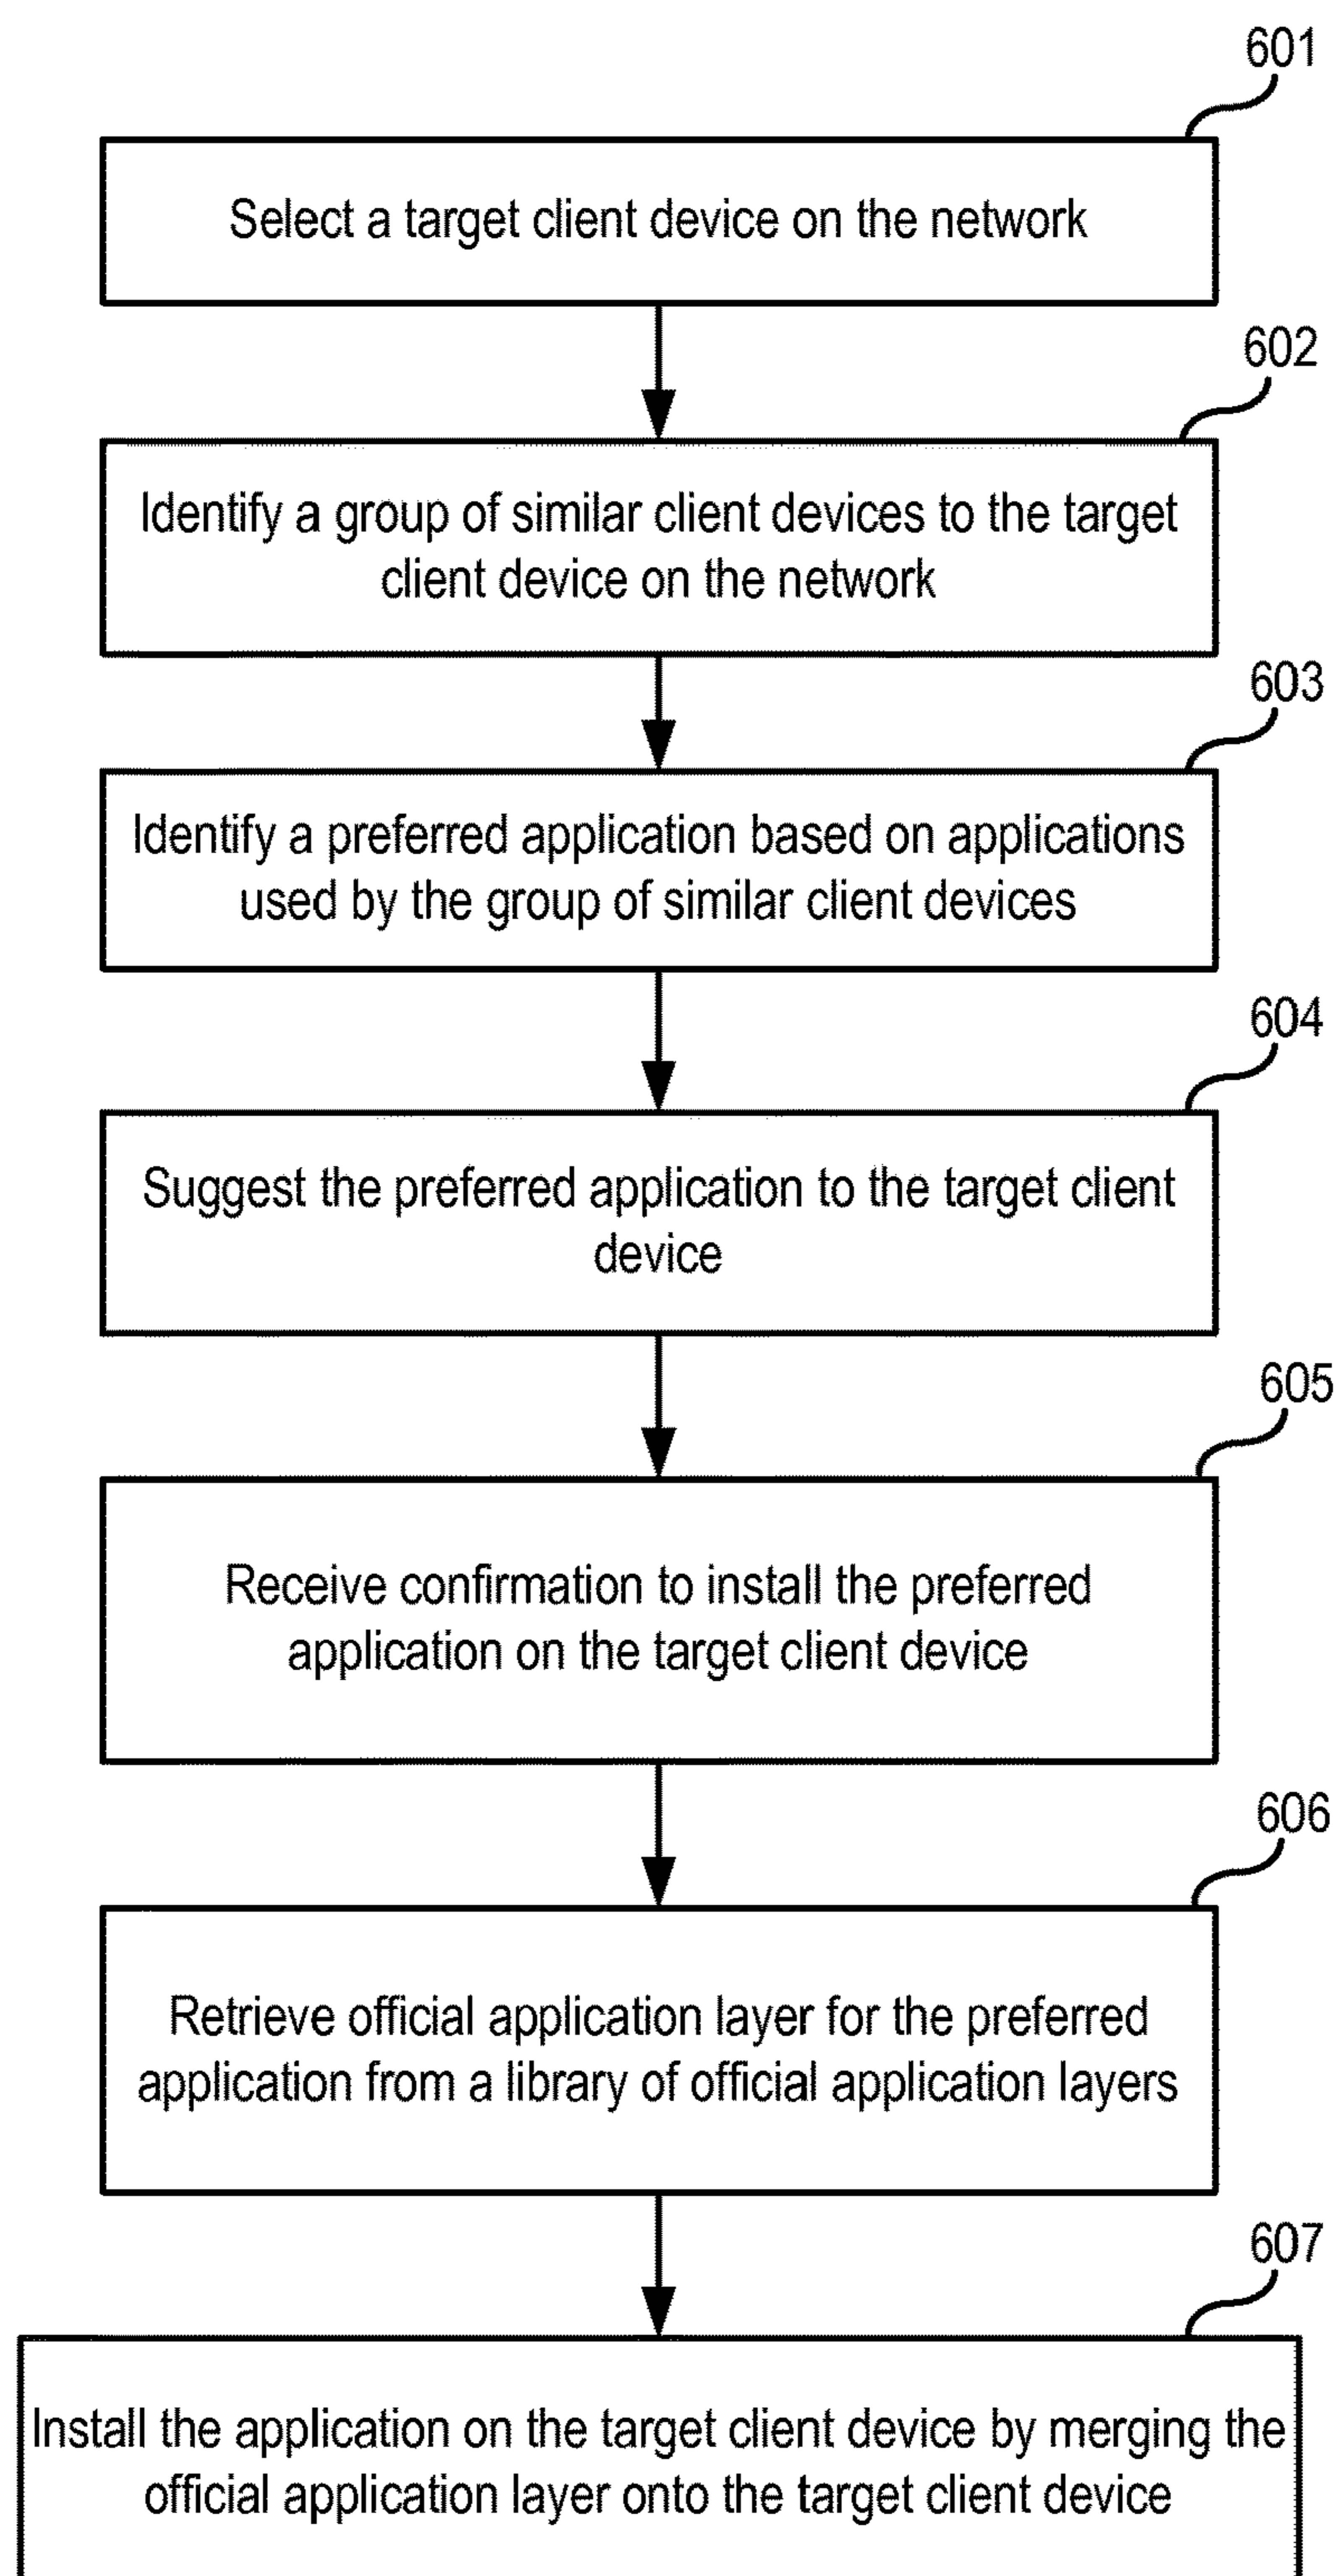 601
Select a target client device on the network
602
Identify a group of similar client devices to the target
client device on the network
603
Identify a preferred application based on applications
used by the group of similar client devices
604
Suggest the preferred application to the target client
device
605
Receive confirmation to install the preferred
application on the target client device
606
Retrieve official application layer for the preferred
application from a library of official application layers
607
Install the application on the target client device by merging the
official application layer onto the target client device